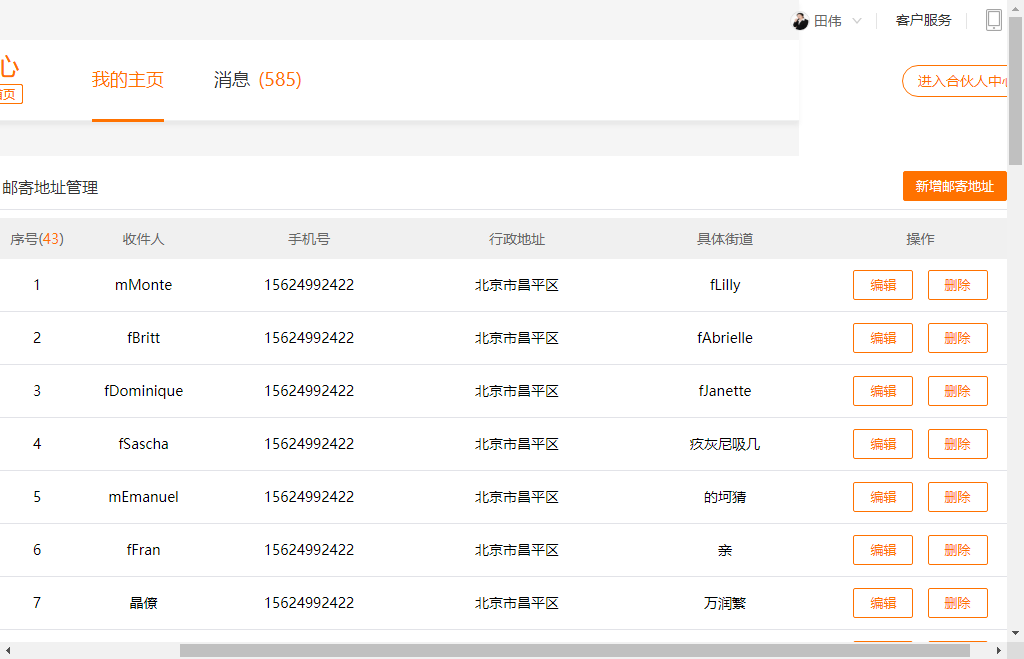 田伟 客户服务
心
首页
我的主页 消息 (585)
进入合伙人中心
邮寄地址管理
新增邮寄地址
序号(43) 收件人 手机号 行政地址 具体街道 操作
1 mMonte 15624992422 北京市昌平区 fLilly 编辑 删除
2 fBritt 15624992422 北京市昌平区 fAbrielle 编辑 删除
3 fDominique 15624992422 北京市昌平区 fJanette 编辑 删除
4 fSascha 15624992422 北京市昌平区 疢灰尼吸几 编辑 删除
5 mEmanuel 15624992422 北京市昌平区 的坷猜 编辑 删除
6 fFran 15624992422 北京市昌平区 亲 编辑 删除
7 晶僚 15624992422 北京市昌平区 万润繁 编辑 删除